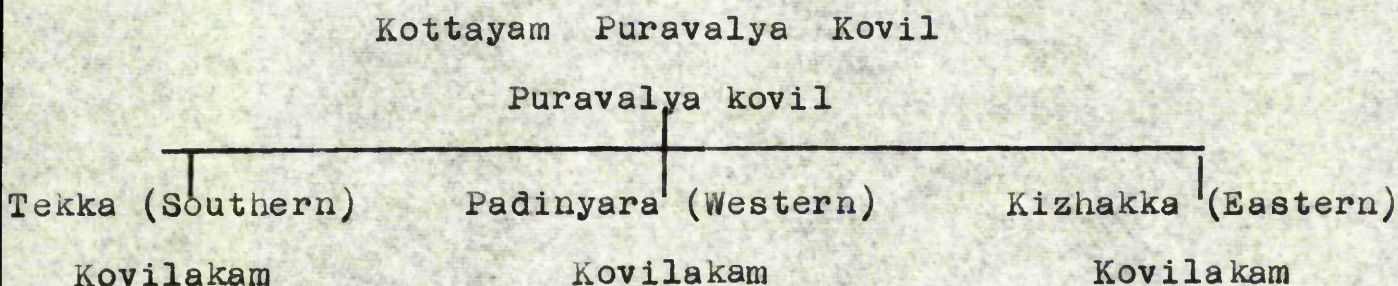 Kottayam Puravalya Kovil
Puravalya kovil
Tekka (Southern) Padinyara (Western) Kizhakka (Eastern)
Kovilakam Kovilakam Kovilakam